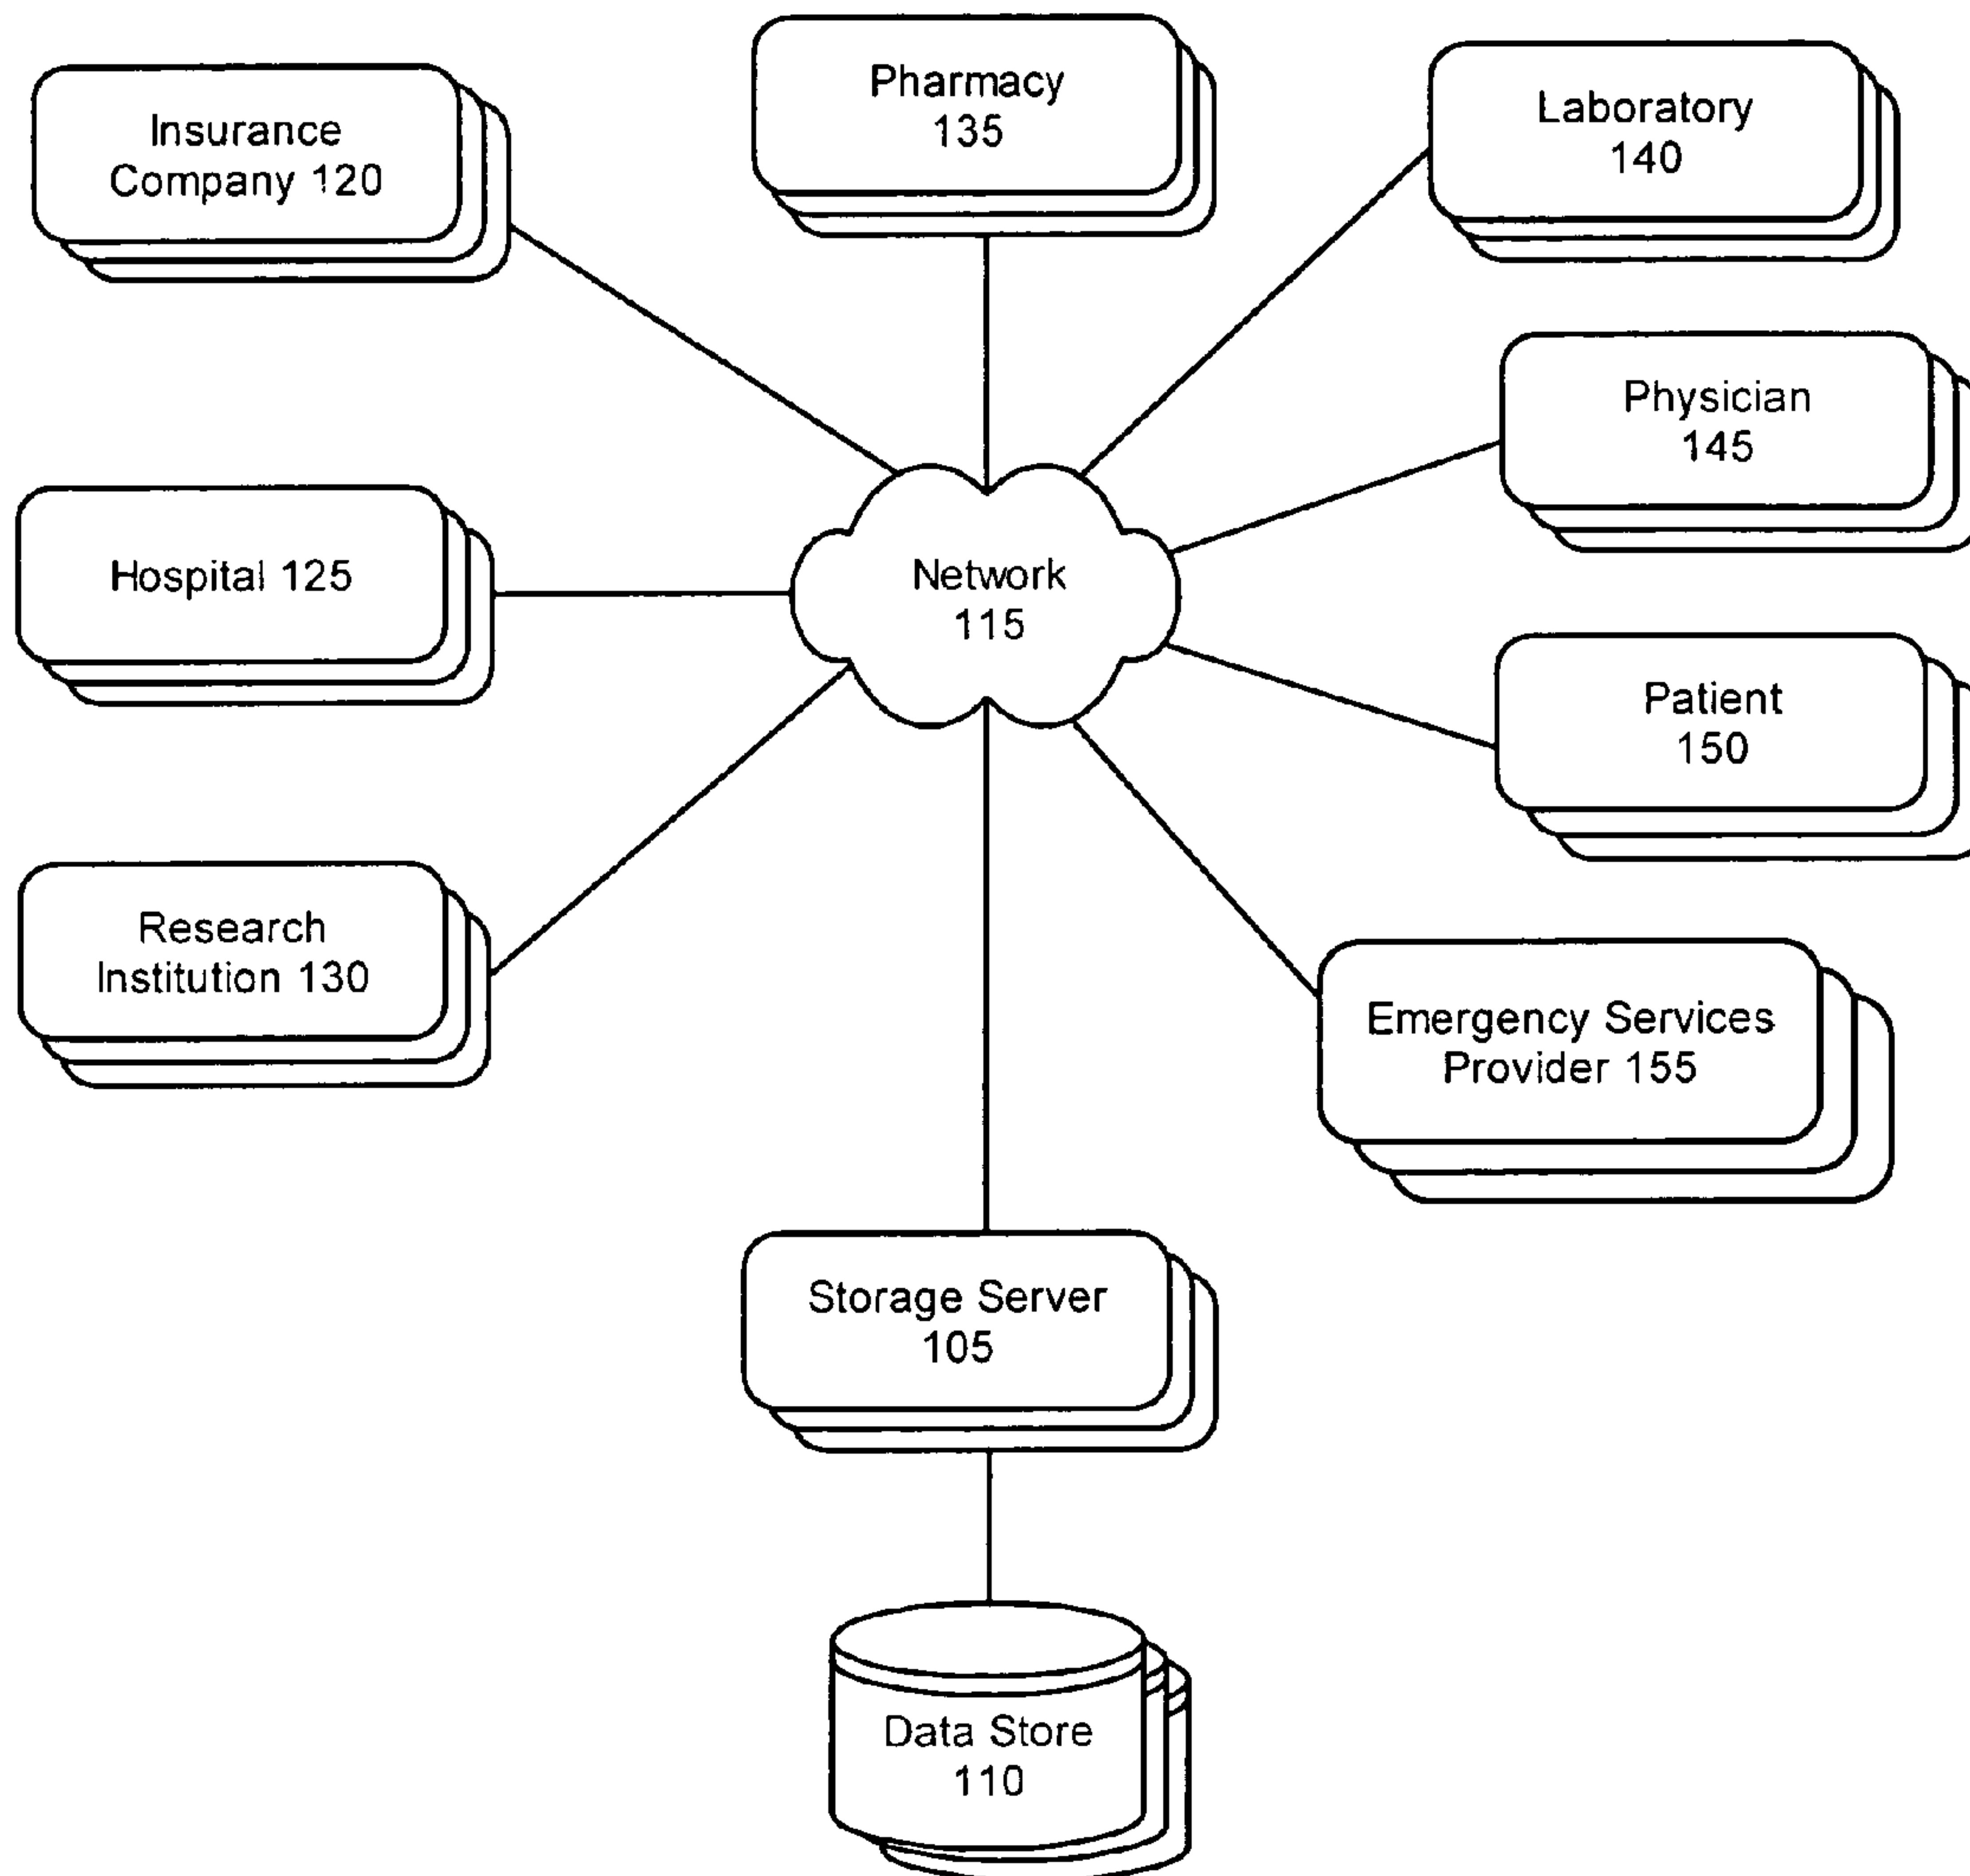 Pharmacy
135
Laboratory
140
Insurance
Company 120
Physician
145
Hospital 125
Network
115
Patient
150
Research
Institution 130
Emergency Services
Provider 155
Storage Server
105
Data Store
110